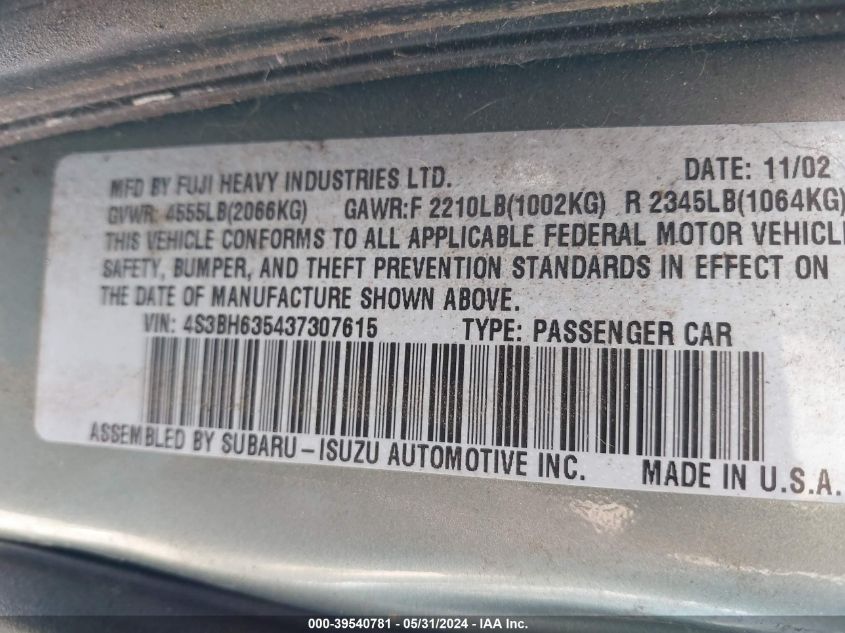 MFD BY FUJI HEAVY INDUSTRIES LTD. DATE: 11/02
GVWR: 4555LB(2066KG) GAWR:F 2210LB(1002KG) R 2345LB(1064KG)
THIS VEHICLE CONFORMS TO ALL APPLICABLE FEDERAL MOTOR VEHICLE
SAFETY, BUMPER, AND THEFT PREVENTION STANDARDS IN EFFECT ON
THE DATE OF MANUFACTURE SHOWN ABOVE.
VIN: 4S3BH635437307615 TYPE: PASSENGER CAR
ASSEMBLED BY SUBARU-ISUZU AUTOMOTIVE INC. MADE IN U.S.A.
000-39540781 - 05/31/2024 - IAA Inc.